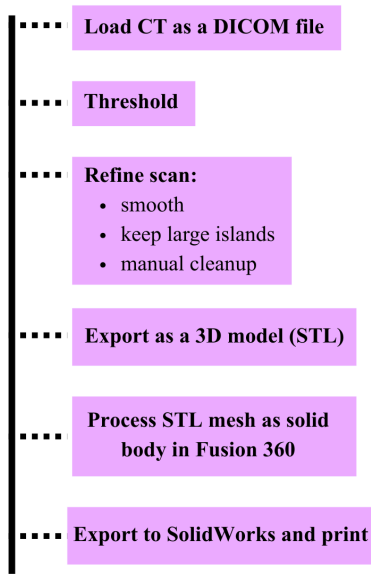 Load CT as a DICOM file
Threshold
Refine scan:
• smooth
• keep large islands
• manual cleanup
Export as a 3D model (STL)
Process STL mesh as solid
body in Fusion 360
Export to SolidWorks and print